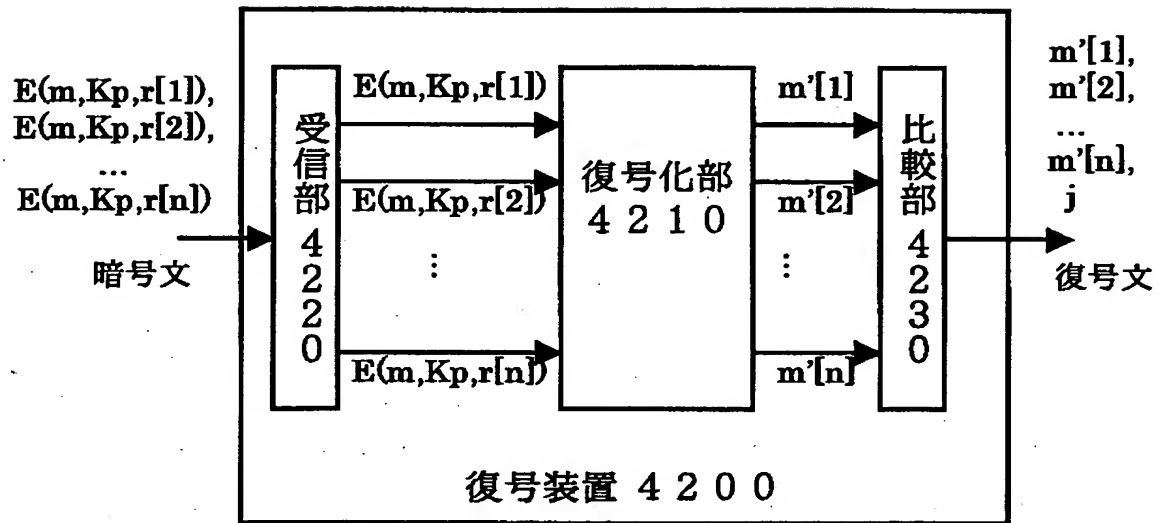 E(m,Kp,r[1]),
E(m,Kp,r[2]),
...
E(m,Kp,r[n])
暗号文
受信部 4220
E(m,Kp,r[1])
E(m,Kp,r[2])
⋮
E(m,Kp,r[n])
復号化部
4210
m'[1]
m'[2]
⋮
m'[n]
比較部 4230
m'[1],
m'[2],
...
m'[n],
j
復号文
復号装置 4200